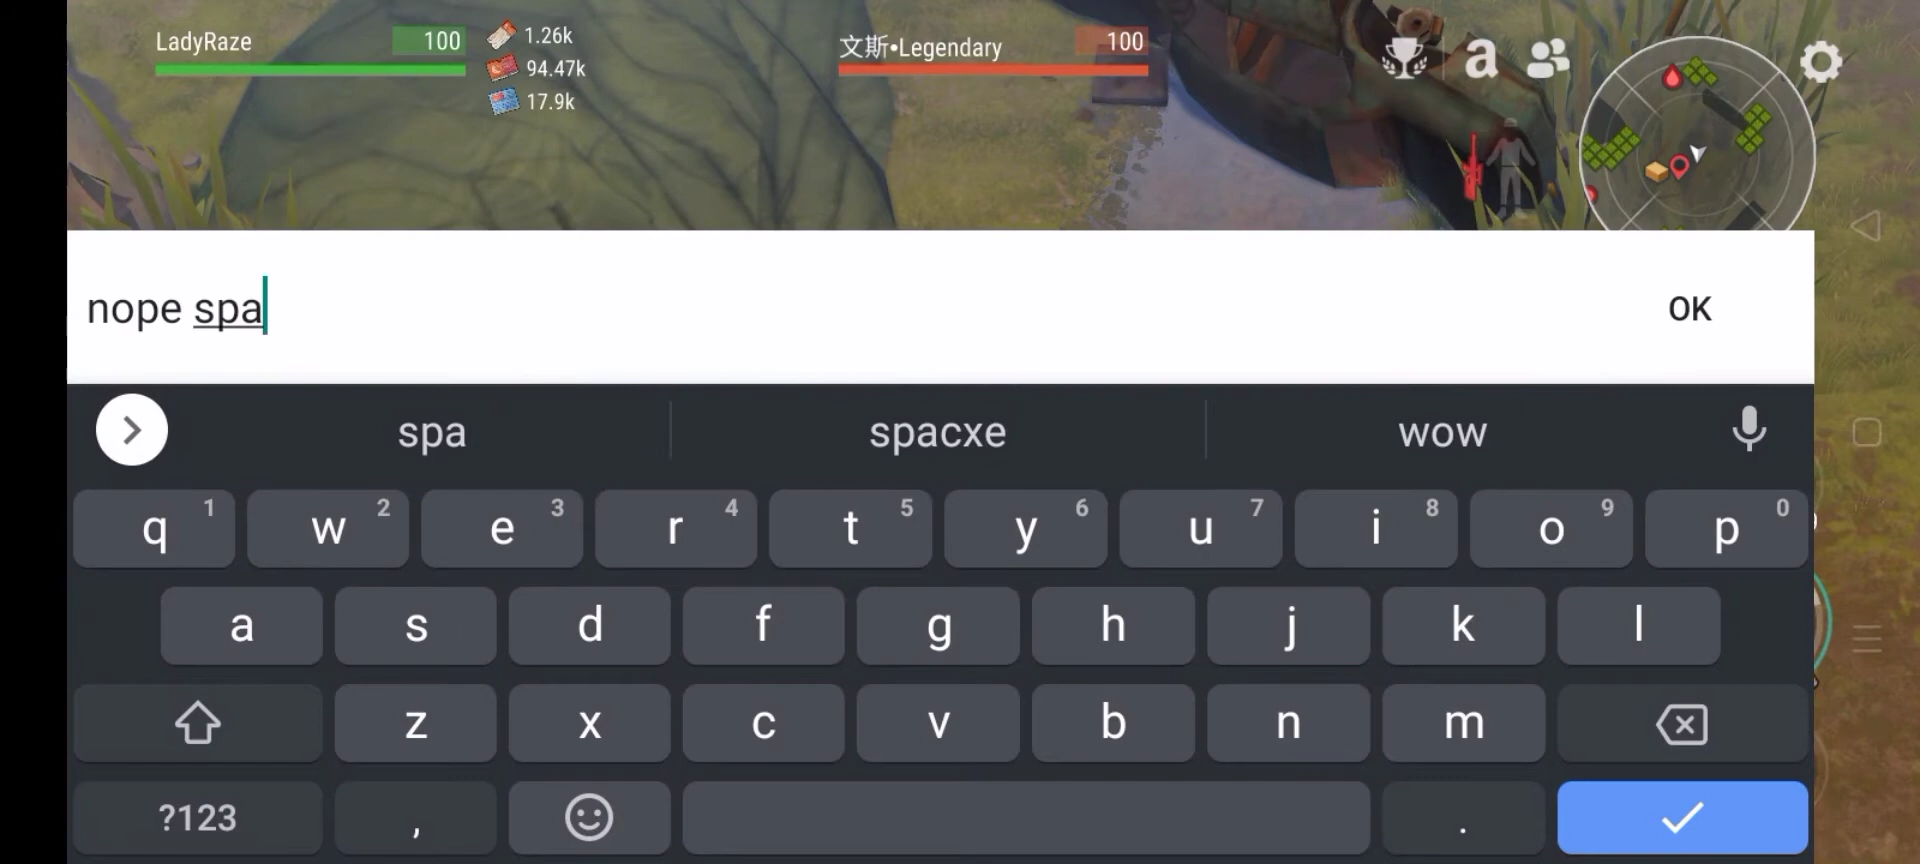 LadyRaze 100
1.26k
94.47k
17.9k
文斯•Legendary 100
a
nope spa
OK
spa spacxe wow
q 1 w 2 e 3 r 4 t 5 y 6 u 7 i 8 o 9 p 0
a s d f g h j k l
z x c v b n m
?123 , .